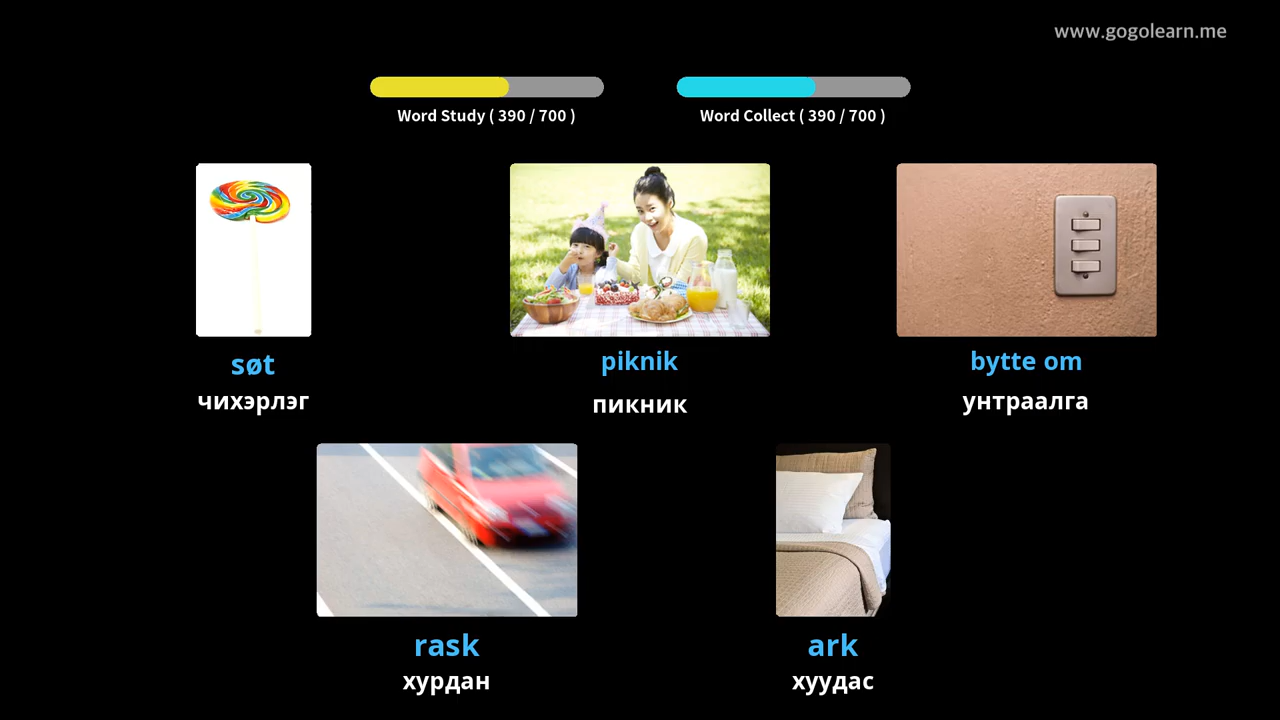 www.gogolearn.me
Word Study ( 390 / 700 )
Word Collect ( 390 / 700 )
søt
чихэрлэг
piknik
пикник
bytte om
унтраалга
rask
хурдан
ark
хуудас